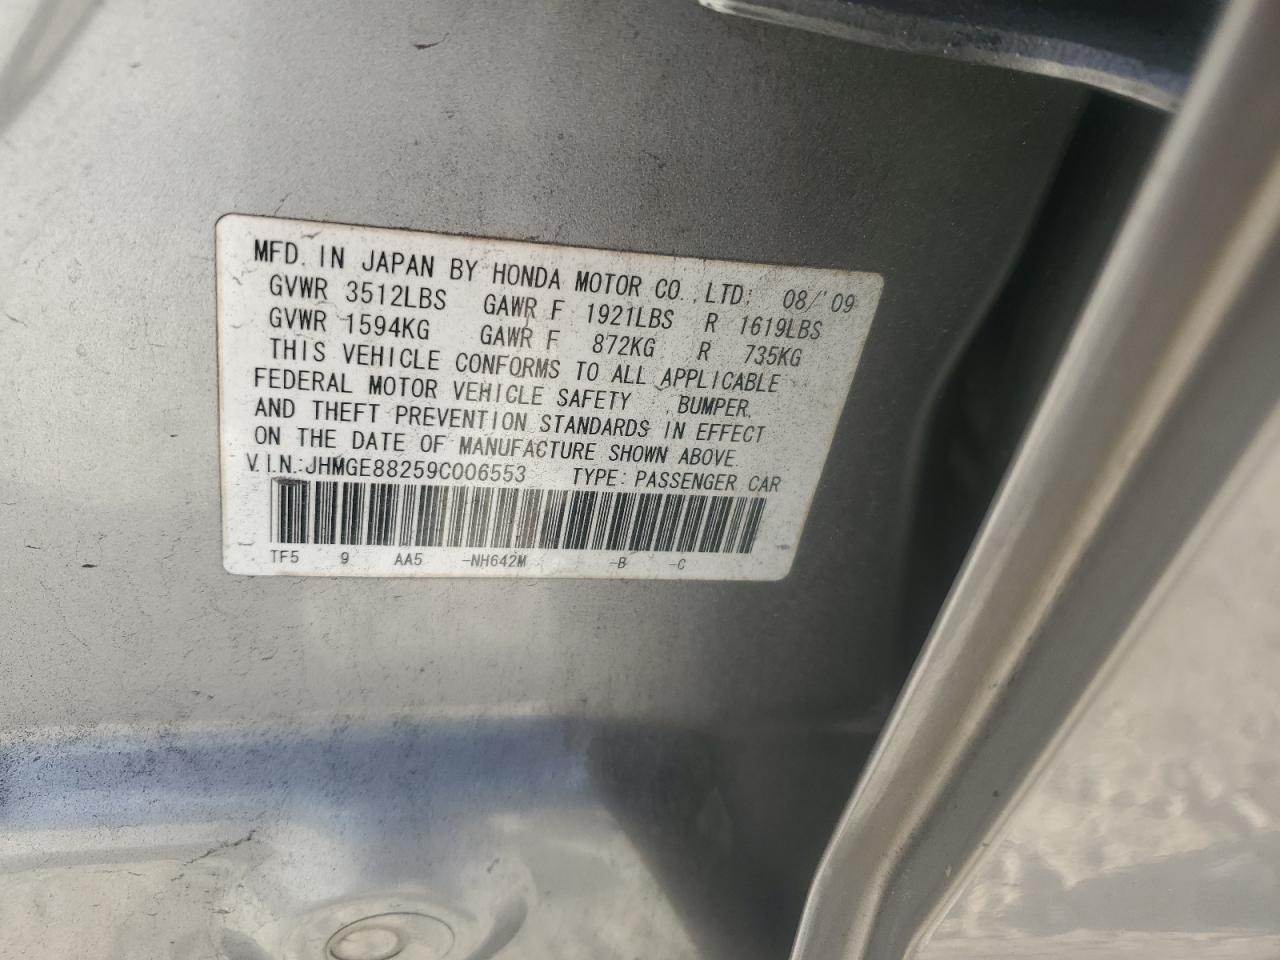 MFD. IN JAPAN BY HONDA MOTOR CO., LTD. 08/'09
GVWR 3512LBS GAWR F 1921LBS R 1619LBS
GVWR 1594KG GAWR F 872KG R 735KG
THIS VEHICLE CONFORMS TO ALL APPLICABLE
FEDERAL MOTOR VEHICLE SAFETY , BUMPER,
AND THEFT PREVENTION STANDARDS IN EFFECT
ON THE DATE OF MANUFACTURE SHOWN ABOVE.
V.I.N.: JHMGE88259C006553 TYPE: PASSENGER CAR
TF5 9 AA5 -NH642M -B -C